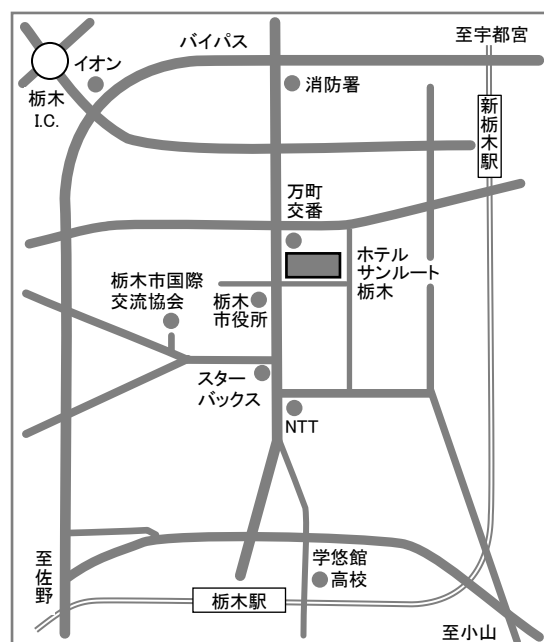 至宇都宮
バイパス
イオン
消防署
栃木
I.C.
新栃木駅
万町
交番
ホテル
サンルート
栃木
栃木市国際
交流協会
栃木
市役所
スター
バックス
NTT
学悠館
高校
至佐野
栃木駅
至小山